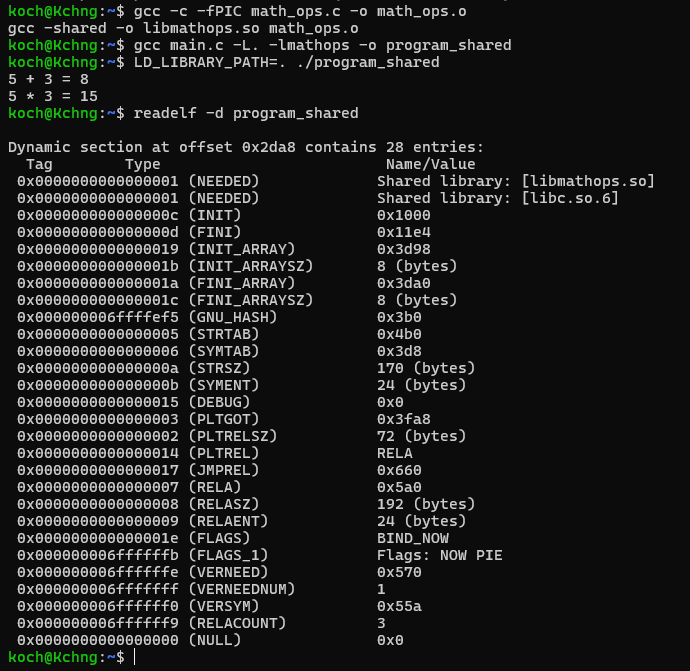 koch@Kchng:~$ gcc -c -fPIC math_ops.c -o math_ops.o
gcc -shared -o libmathops.so math_ops.o
koch@Kchng:~$ gcc main.c -L. -lmathops -o program_shared
koch@Kchng:~$ LD_LIBRARY_PATH=. ./program_shared
5 + 3 = 8
5 * 3 = 15
koch@Kchng:~$ readelf -d program_shared

Dynamic section at offset 0x2da8 contains 28 entries:
  Tag        Type                         Name/Value
 0x0000000000000001 (NEEDED)             Shared library: [libmathops.so]
 0x0000000000000001 (NEEDED)             Shared library: [libc.so.6]
 0x000000000000000c (INIT)               0x1000
 0x000000000000000d (FINI)               0x11e4
 0x0000000000000019 (INIT_ARRAY)         0x3d98
 0x000000000000001b (INIT_ARRAYSZ)       8 (bytes)
 0x000000000000001a (FINI_ARRAY)         0x3da0
 0x000000000000001c (FINI_ARRAYSZ)       8 (bytes)
 0x000000006ffffef5 (GNU_HASH)           0x3b0
 0x0000000000000005 (STRTAB)             0x4b0
 0x0000000000000006 (SYMTAB)             0x3d8
 0x000000000000000a (STRSZ)              170 (bytes)
 0x000000000000000b (SYMENT)             24 (bytes)
 0x0000000000000015 (DEBUG)              0x0
 0x0000000000000003 (PLTGOT)             0x3fa8
 0x0000000000000002 (PLTRELSZ)           72 (bytes)
 0x0000000000000014 (PLTREL)             RELA
 0x0000000000000017 (JMPREL)             0x660
 0x0000000000000007 (RELA)               0x5a0
 0x0000000000000008 (RELASZ)             192 (bytes)
 0x0000000000000009 (RELAENT)            24 (bytes)
 0x000000000000001e (FLAGS)              BIND_NOW
 0x000000006ffffffb (FLAGS_1)            Flags: NOW PIE
 0x000000006ffffffe (VERNEED)            0x570
 0x000000006fffffff (VERNEEDNUM)         1
 0x000000006ffffff0 (VERSYM)             0x55a
 0x000000006ffffff9 (RELACOUNT)          3
 0x0000000000000000 (NULL)               0x0
koch@Kchng:~$